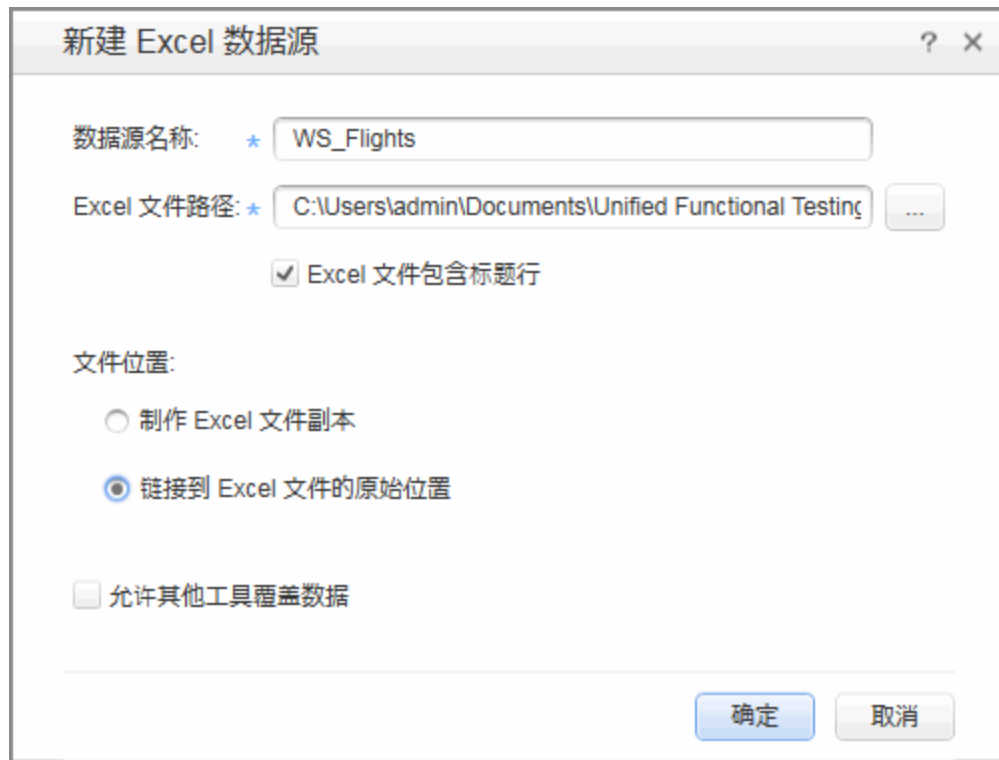 新建 Excel 数据源 ? ×
数据源名称: * WS_Flights
Excel 文件路径: * C:\Users\admin\Documents\Unified Functional Testing ...
Excel 文件包含标题行
文件位置:
制作 Excel 文件副本
链接到 Excel 文件的原始位置
允许其他工具覆盖数据
确定 取消